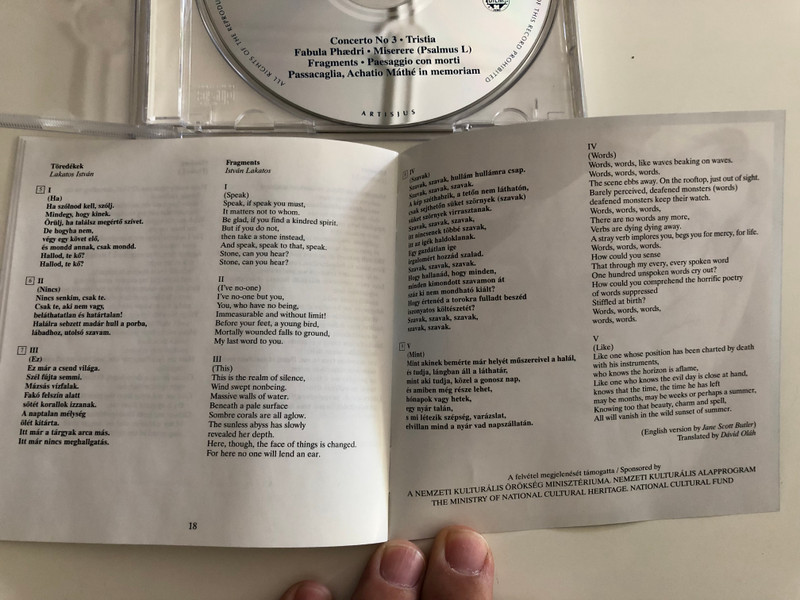 ALL RIGHTS OF THE REPRODUC
OF THIS RECORD PROHIBITED
Concerto No 3 • Tristia
Fabula Phædri • Miserere (Psalmus L)
Fragments • Paesaggio con morti
Passacaglia, Achatio Máthé in memoriam
ARTISJUS
Töredékek
Lakatos István
5 I
(Ha)
Ha szólnod kell, szólj.
Mindegy, hogy kinek.
Örülj, ha találsz megértő szívet.
De hogyha nem,
végy egy követ elő,
és mondd annak, csak mondd.
Hallod, te kő?
Hallod, te kő?
6 II
(Nincs)
Nincs senkim, csak te.
Csak te, aki nem vagy,
beláthatatlan és határtalan!
Halálra sebzett madár hull a porba,
lábadhoz, utolsó szavam.
7 III
(Ez)
Ez már a csend világa.
Szél fújta semmi.
Mázsás vízfalak.
Fakó felszín alatt
sötét korallok izzanak.
A naptalan mélység
ölét kitárta.
Itt már a tárgyak arca más.
Itt már nincs meghallgatás.
Fragments
István Lakatos
I
(Speak)
Speak, if speak you must,
It matters not to whom.
Be glad, if you find a kindred spirit.
But if you do not,
then take a stone instead,
And speak, speak to that, speak.
Stone, can you hear?
Stone, can you hear?
II
(I've no-one)
I've no-one but you,
You, who have no being,
Immeasurable and without limit!
Before your feet, a young bird,
Mortally wounded falls to ground,
My last word to you.
III
(This)
This is the realm of silence,
Wind swept nonbeing.
Massive walls of water.
Beneath a pale surface
Sombre corals are all aglow.
The sunless abyss has slowly
revealed her depth.
Here, though, the face of things is changed.
For here no one will lend an ear.
18
IV
(Szavak)
Szavak, szavak, hullám hullámra csap.
Szavak, szavak, szavak.
A kép széthabzik, a tetőn nem láthatón,
csak sejthetőn süket szörnyek (szavak)
süket szörnyek virrasztanak.
Szavak, szavak, szavak,
itt nincsenek többé szavak,
itt az igék haldokolnak.
Egy gazdátlan ige
irgalomért hozzád szalad.
Szavak, szavak, szavak.
Hogy hallanád, hogy minden,
minden kimondott szavamon át
száz ki nem mondható kiált?
Hogy értenéd a torokra fulladt beszéd
iszonyatos költészetét?
Szavak, szavak, szavak,
szavak, szavak.
9 V
(Mint)
Mint akinek bemérte már helyét műszereivel a halál,
és tudja, lángban áll a láthatár,
mint aki tudja, közel a gonosz nap,
és amiben még része lehet,
hónapok vagy hetek,
egy nyár talán,
s mi létezik szépség, varázslat,
elvillan mind a nyár vad napszállatán.
IV
(Words)
Words, words, like waves beaking on waves.
Words, words, words.
The scene ebbs away. On the rooftop, just out of sight.
Barely perceived, deafened monsters (words)
deafened monsters keep their watch.
Words, words, words,
There are no words any more,
Verbs are dying dying away.
A stray verb implores you, begs you for mercy, for life.
Words, words, words.
How could you sense
That through my every, every spoken word
One hundred unspoken words cry out?
How could you comprehend the horrific poetry
of words suppressed
Stiffled at birth?
Words, words, words,
words, words.
V
(Like)
Like one whose position has been charted by death
with his instruments,
who knows the horizon is aflame,
Like one who knows the evil day is close at hand,
knows that the time, the time he has left
may be months, may be weeks or perhaps a summer,
Knowing too that beauty, charm and spell,
All will vanish in the wild sunset of summer.
(English version by Jane Scott Butler)
Translated by Dávid Oláh
A felvétel megjelenését támogatta / Sponsored by
A NEMZETI KULTURÁLIS ÖRÖKSÉG MINISZTÉRIUMA. NEMZETI KULTURÁLIS ALAPPROGRAM
THE MINISTRY OF NATIONAL CULTURAL HERITAGE. NATIONAL CULTURAL FUND